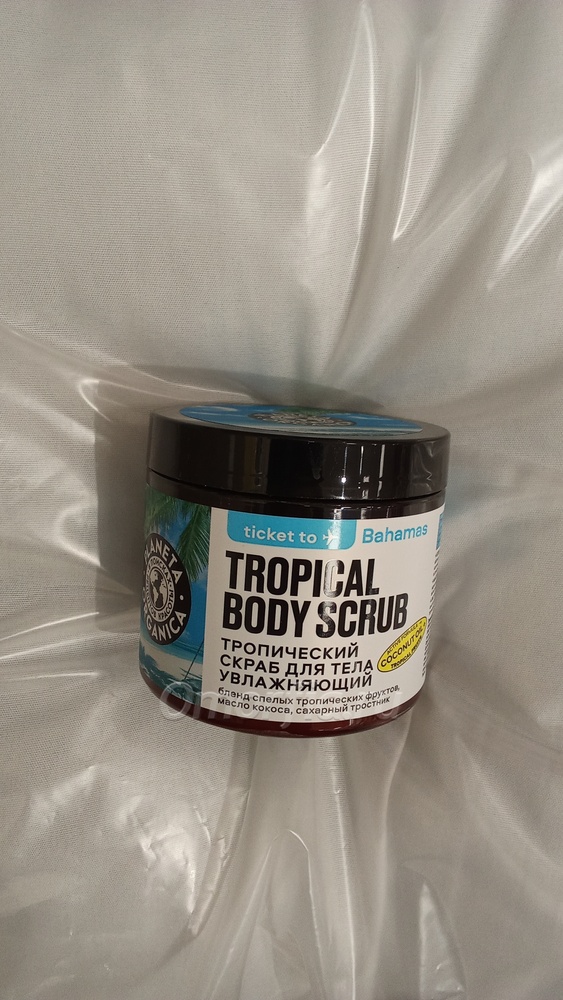 ticket to Bahamas
TROPICAL
BODY SCRUB
ТРОПИЧЕСКИЙ
СКРАБ ДЛЯ ТЕЛА
УВЛАЖНЯЮЩИЙ
бленд спелых тропических фруктов,
масло кокоса, сахарный тростник
COCONUT OIL
PLANETA
ORGANICA